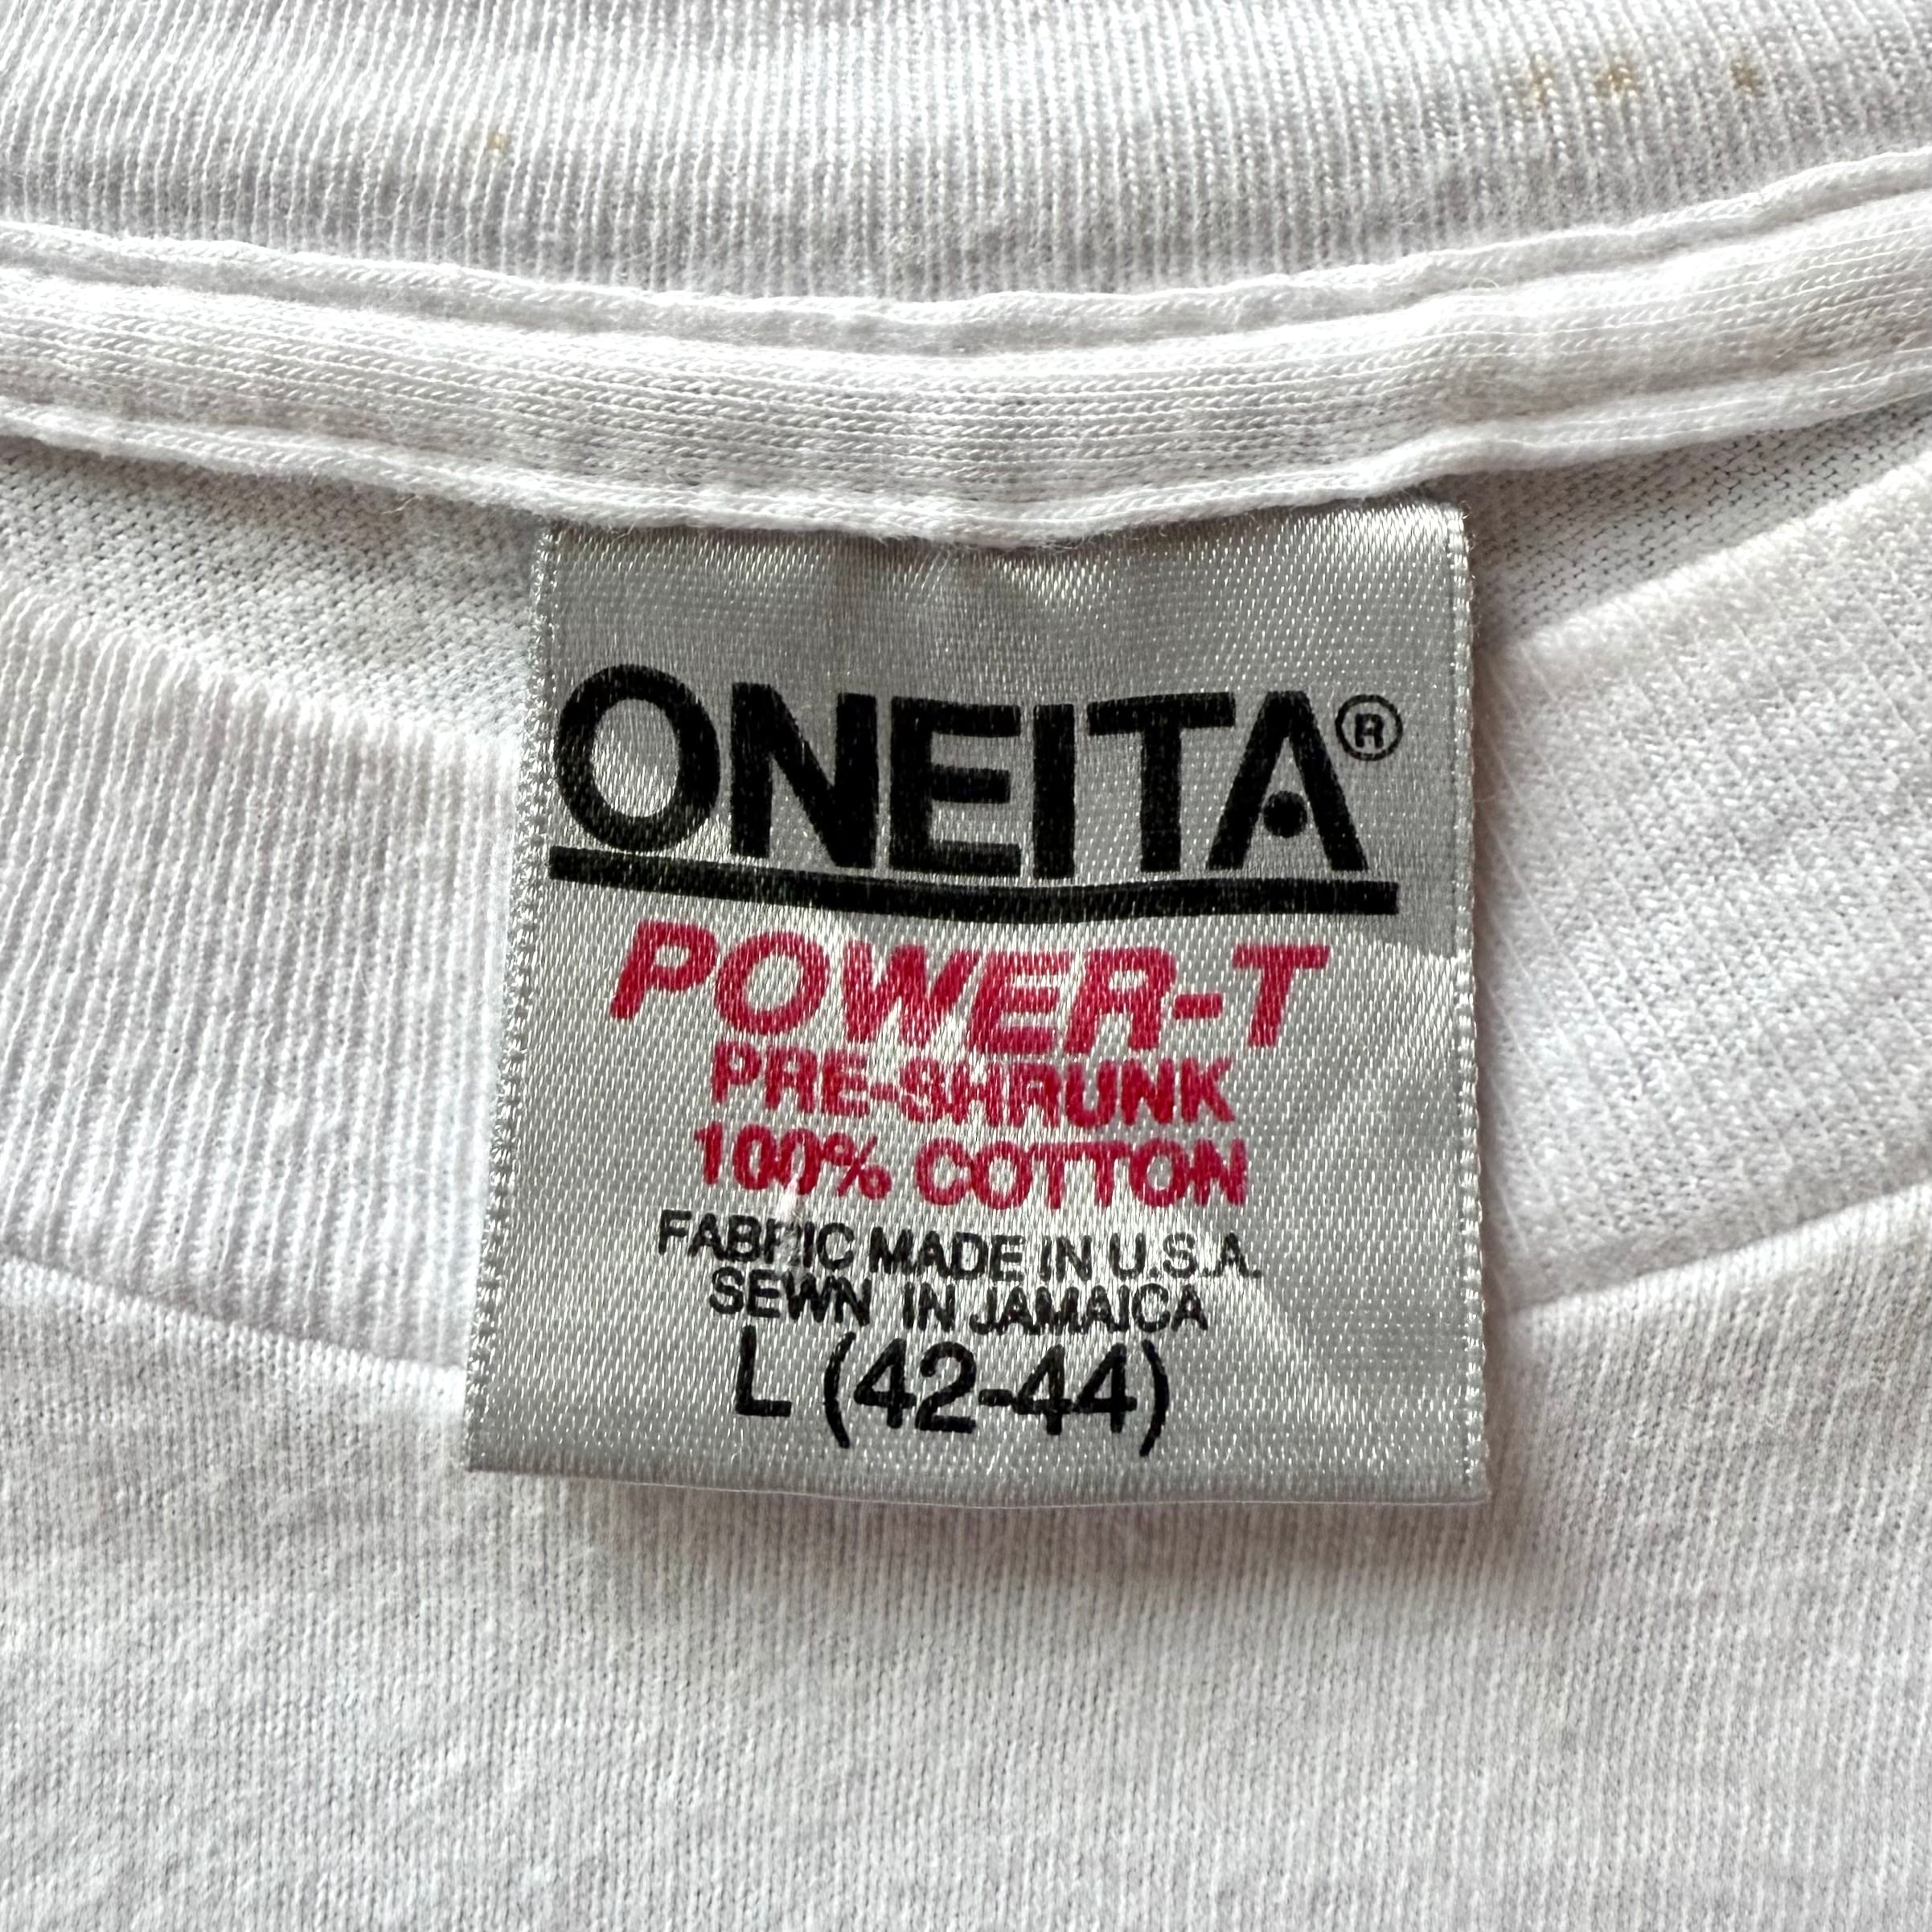 ONEITA®
POWER-T
PRE-SHRUNK
100% COTTON
FABRIC MADE IN U.S.A.
SEWN IN JAMAICA
L (42-44)